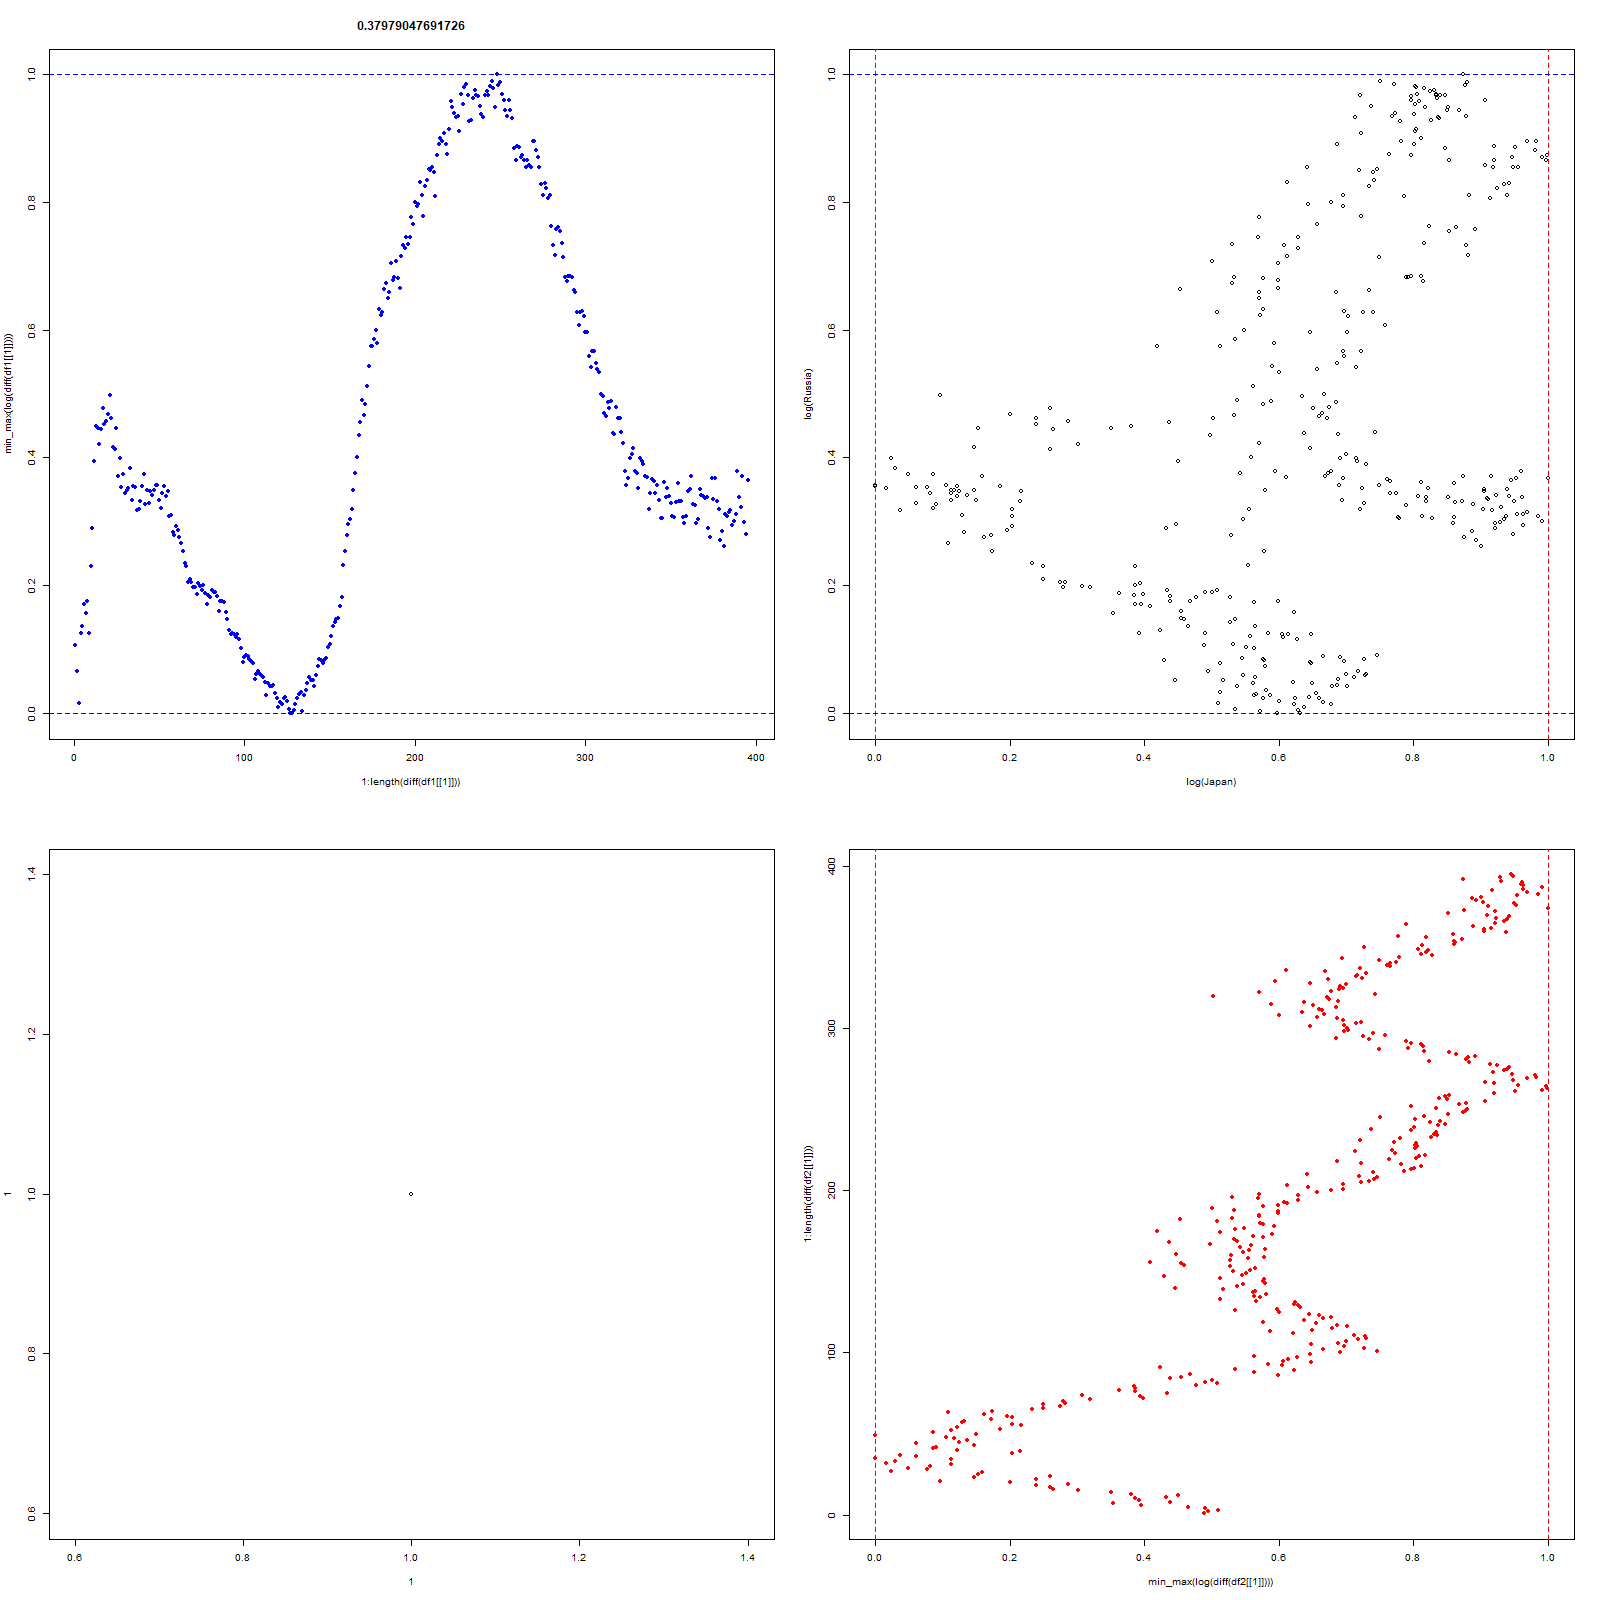 0.37979047691726
min_max(log(diff(df1[[1]])))
1.0
0.8
0.6
0.4
0.2
0.0
0 100 200 300 400
1:length(diff(df1[[1]]))
log(Russia)
1.0
0.8
0.6
0.4
0.2
0.0
0.0 0.2 0.4 0.6 0.8 1.0
log(Japan)
1
1.4
1.2
1.0
0.8
0.6
0.6 0.8 1.0 1.2 1.4
1
1:length(diff(df2[[1]]))
400
300
200
100
0
0.0 0.2 0.4 0.6 0.8 1.0
min_max(log(diff(df2[[1]])))